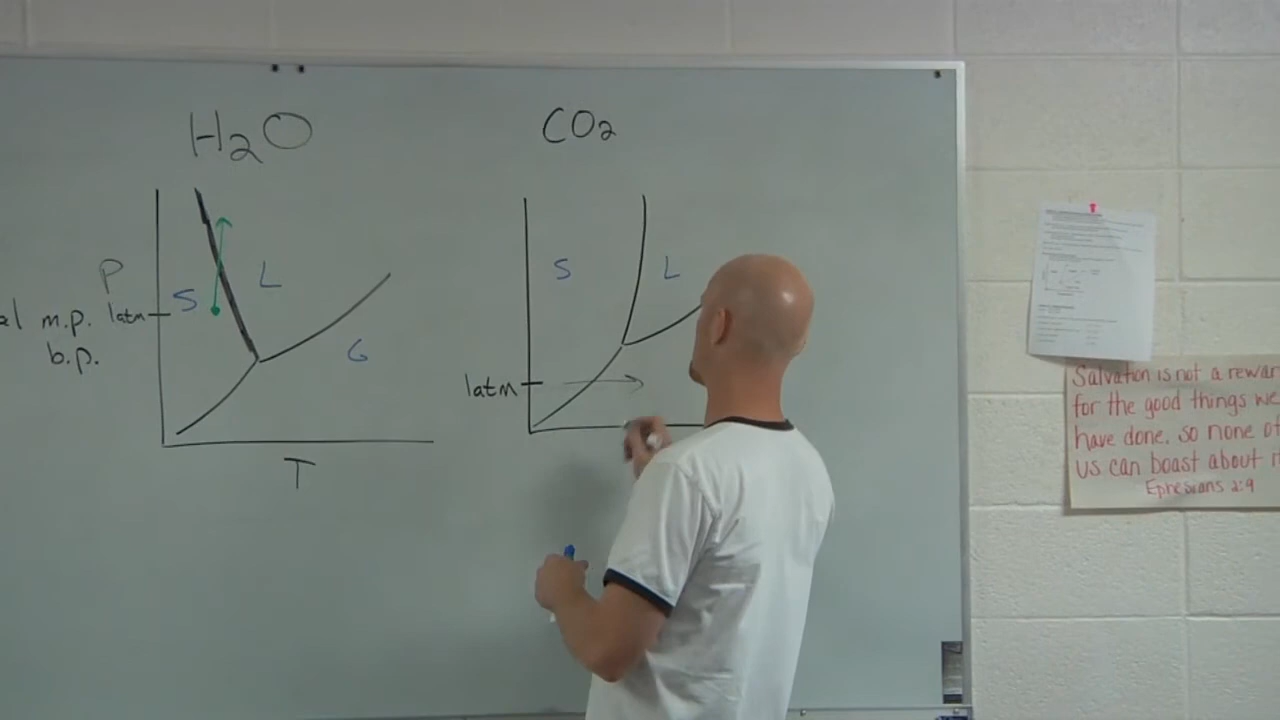 H2O
P
S
L
m.p. 1atm
b.p.
G
T
CO2
S
L
1atm
Salvation is not a rewar
for the good things we
have done, so none of
us can boast about it
Ephesians 2:9